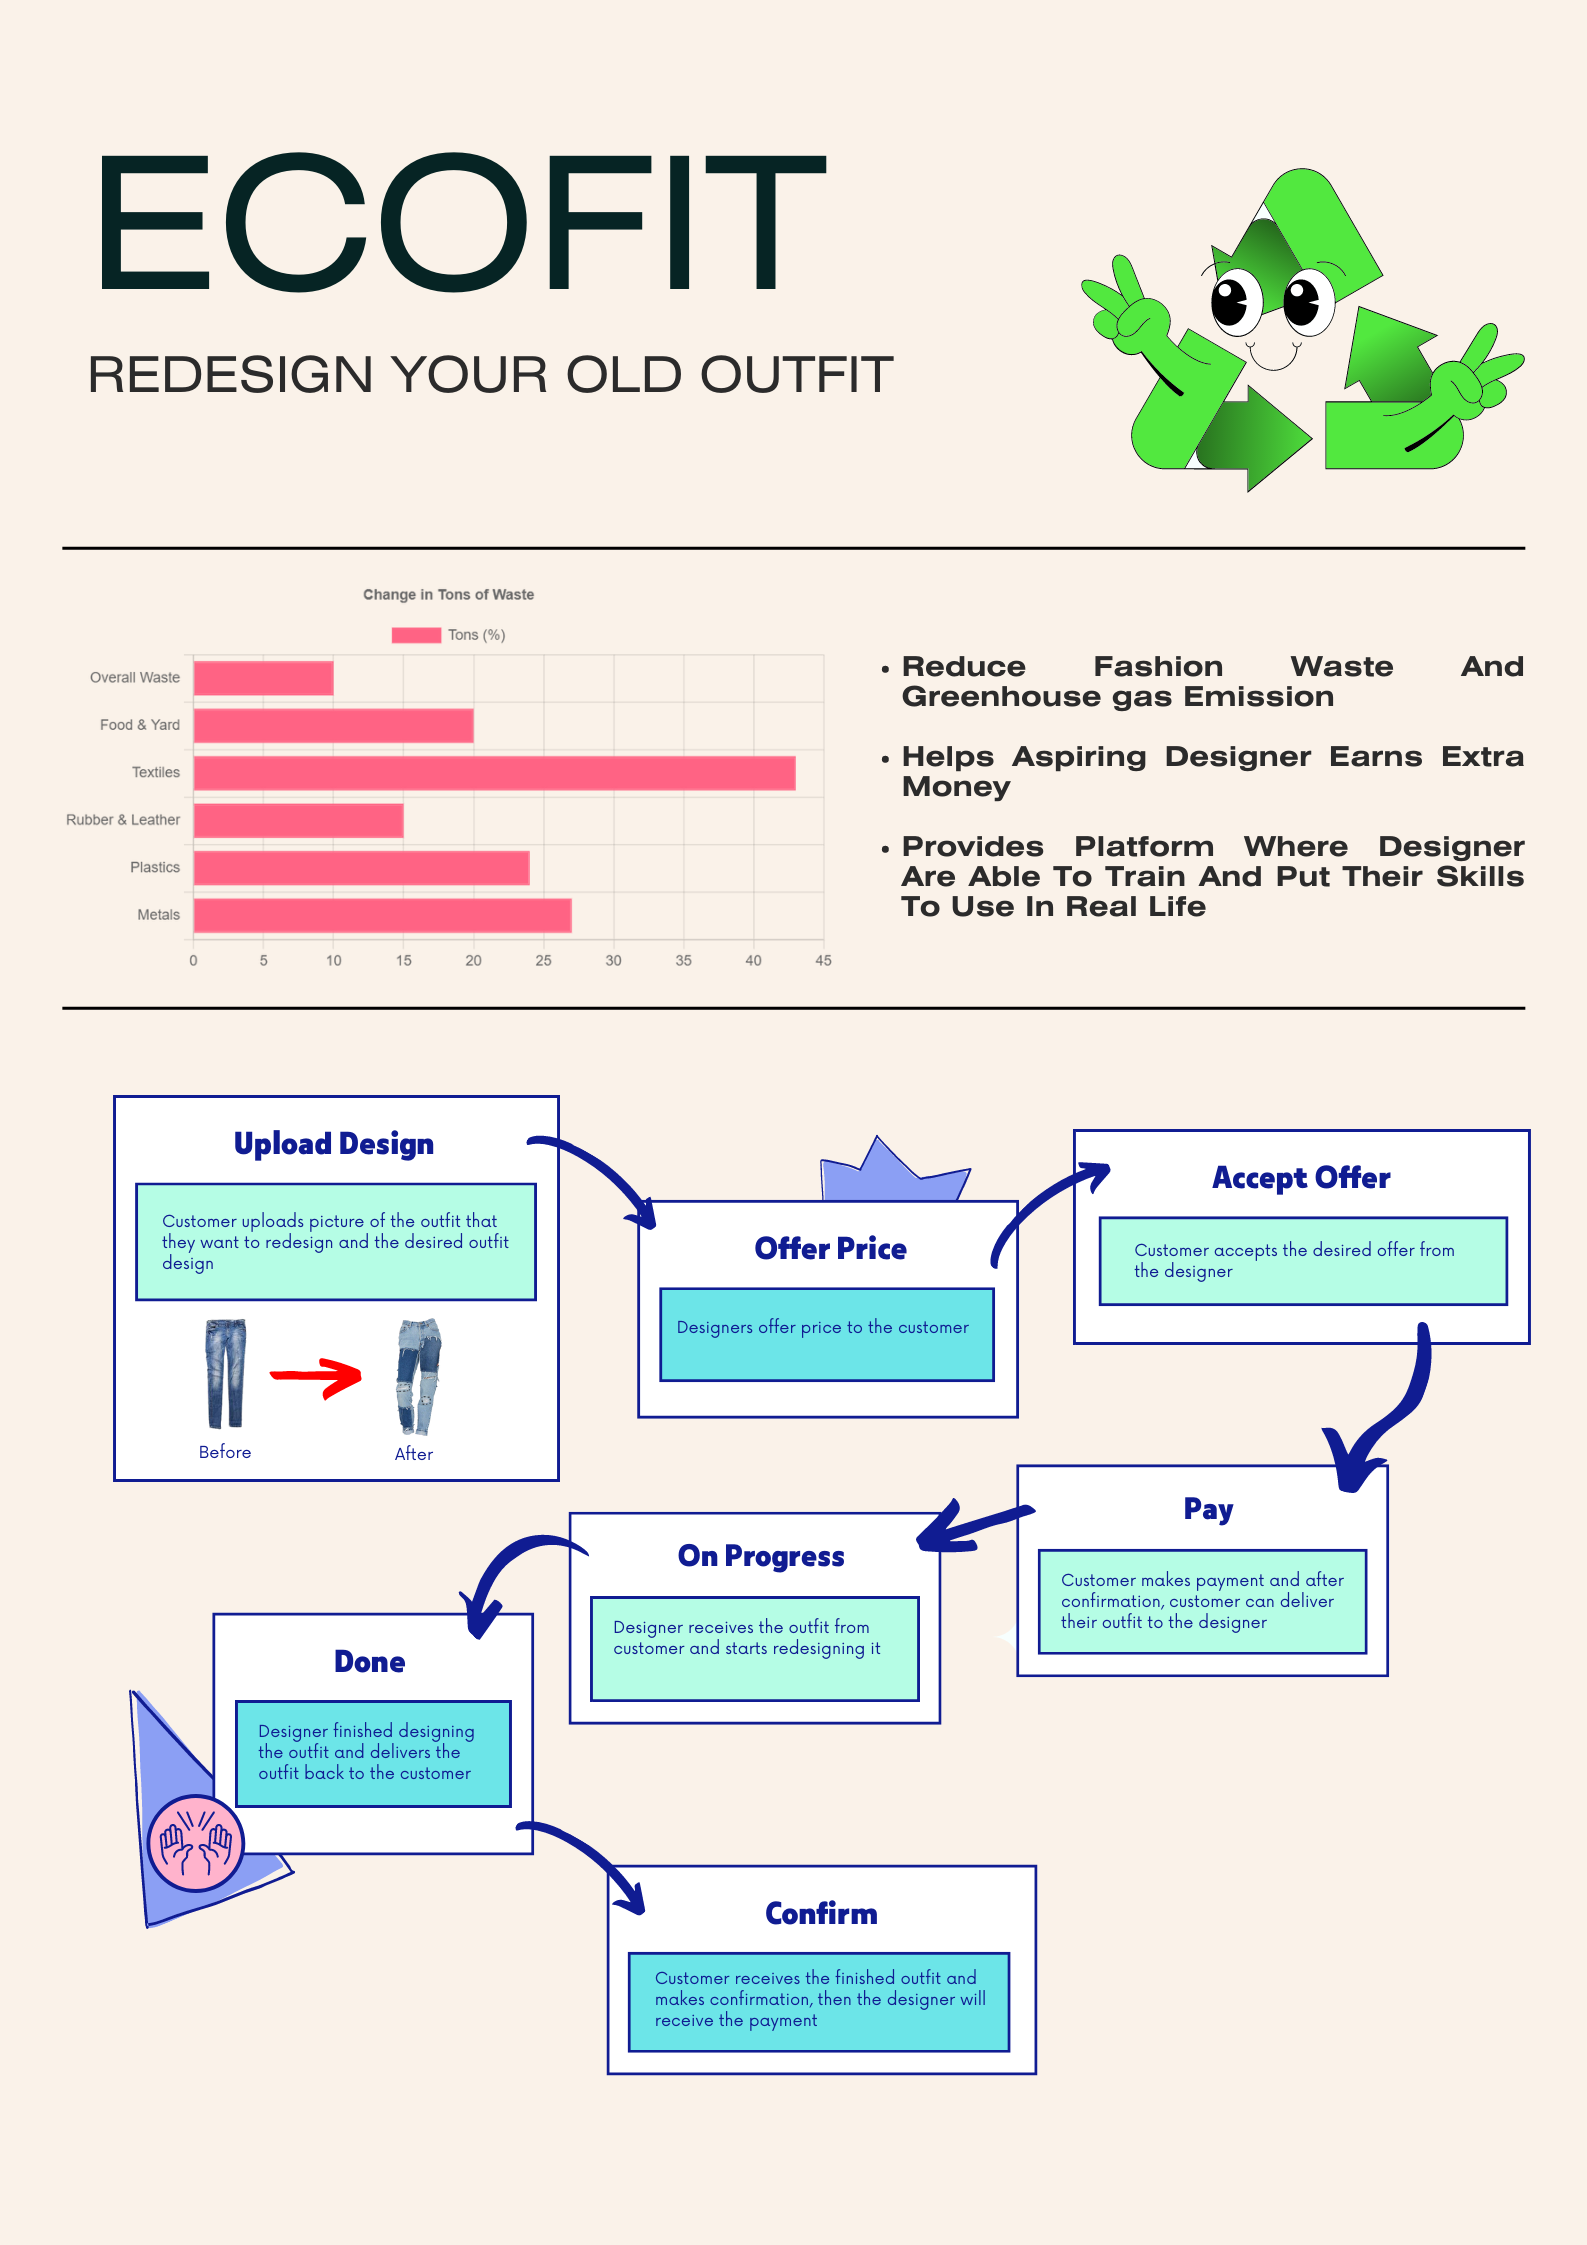 ECOFIT
REDESIGN YOUR OLD OUTFIT
Change in Tons of Waste
Tons (%)
Overall Waste
Food & Yard
Textiles
Rubber & Leather
Plastics
Metals
0 5 10 15 20 25 30 35 40 45
• Reduce Fashion Waste And
Greenhouse gas Emission
• Helps Aspiring Designer Earns Extra
Money
• Provides Platform Where Designer
Are Able To Train And Put Their Skills
To Use In Real Life
Upload Design
Customer uploads picture of the outfit that
they want to redesign and the desired outfit
design
Before
After
Offer Price
Designers offer price to the customer
Accept Offer
Customer accepts the desired offer from
the designer
Pay
Customer makes payment and after
confirmation, customer can deliver
their outfit to the designer
On Progress
Designer receives the outfit from
customer and starts redesigning it
Done
Designer finished designing
the outfit and delivers the
outfit back to the customer
Confirm
Customer receives the finished outfit and
makes confirmation, then the designer will
receive the payment